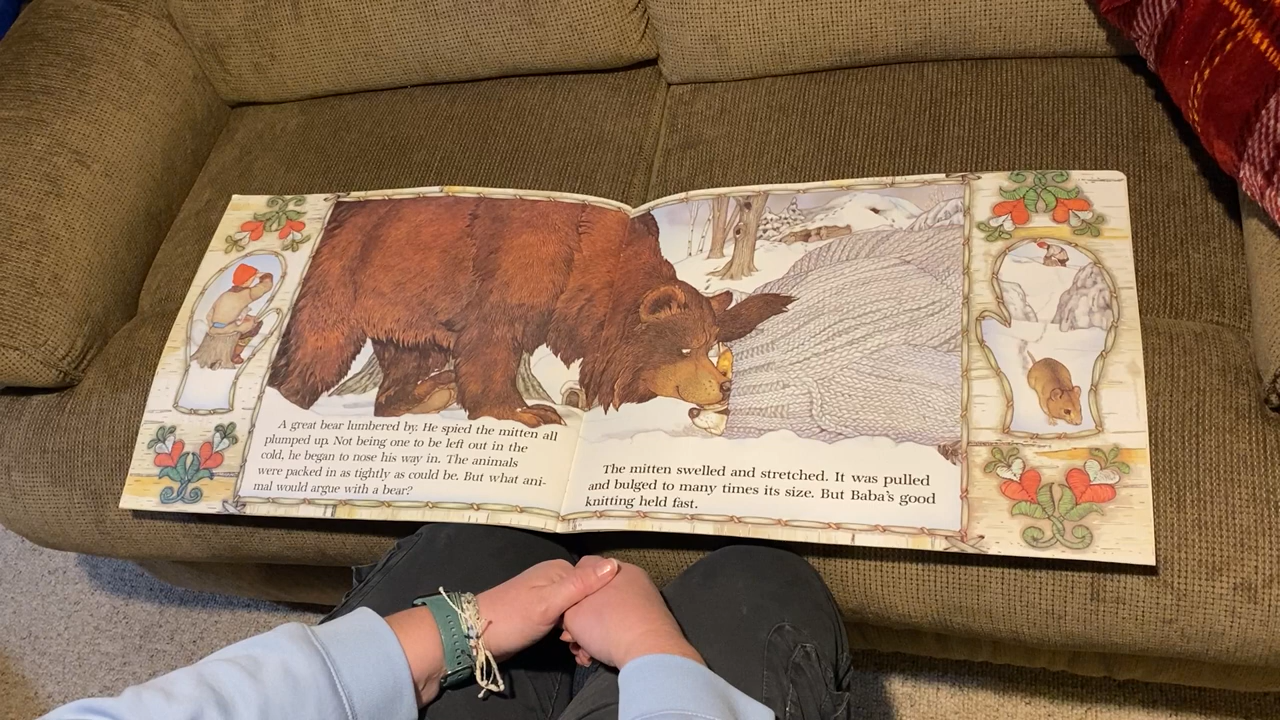 A great bear lumbered by. He spied the mitten all
plumped up. Not being one to be left out in the
cold, he began to nose his way in. The animals
were packed in as tightly as could be. But what ani-
mal would argue with a bear?
The mitten swelled and stretched. It was pulled
and bulged to many times its size. But Baba's good
knitting held fast.